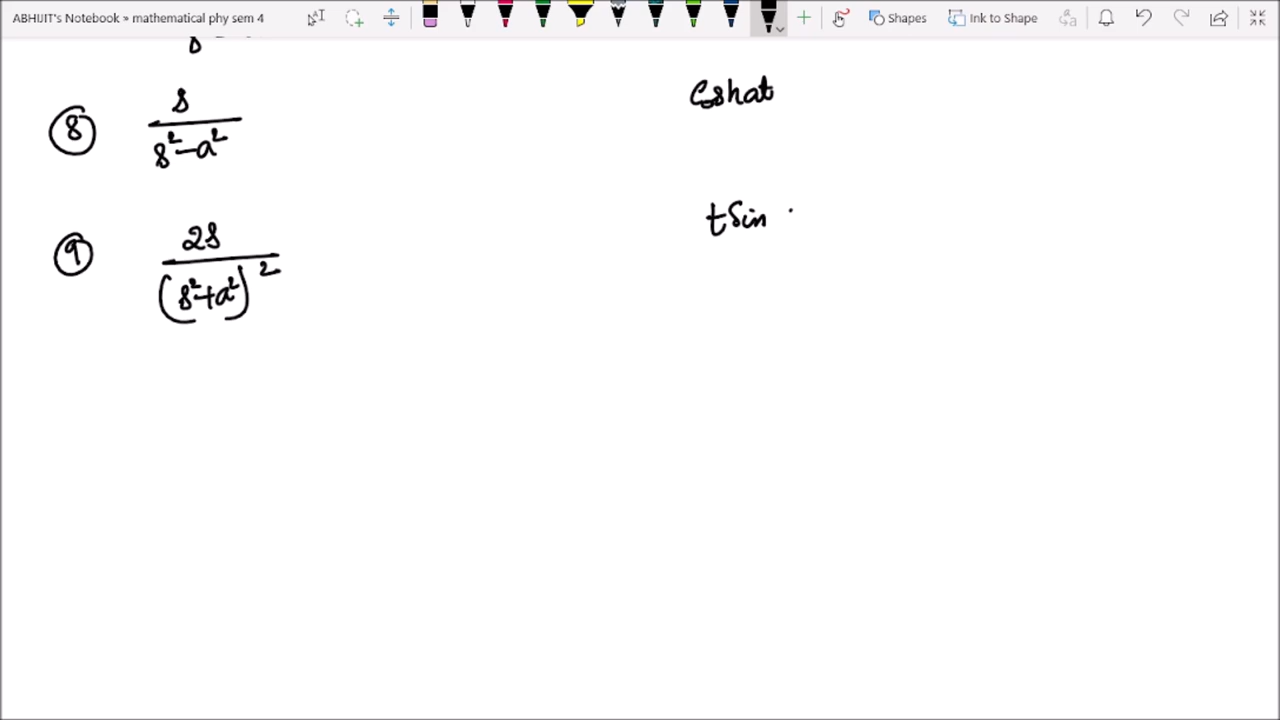 ABHIJIT's Notebook » mathematical phy sem 4
Shapes
Ink to Shape
⑧ s / (s² - a²) Coshat
⑨ 2s / (s² + a²)² t Sin